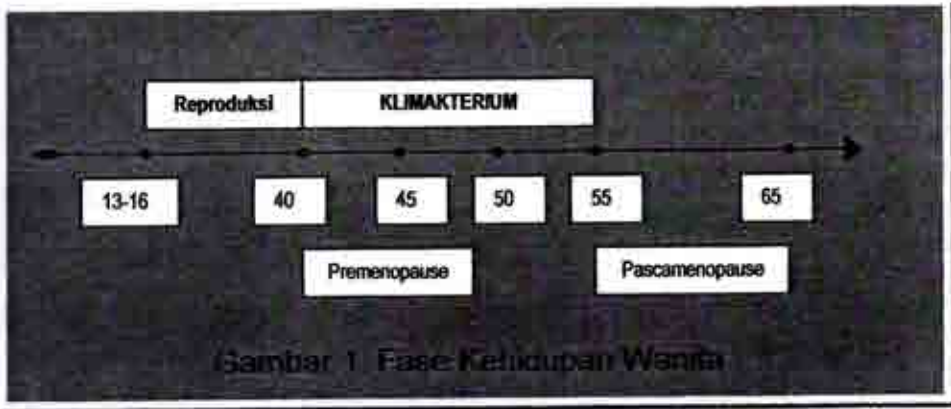 Reproduksi KLIMAKTERIUM
13-16 40 45 50 55 65
Premenopause Pascamenopause
Gambar 1. Fase Kehidupan Wanita